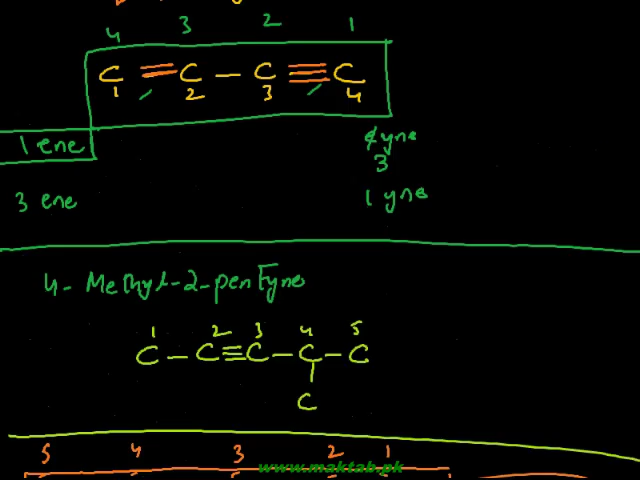 4 3 2 1
C = C - C ≡ C
1 2 3 4
1 ene yne
3
3 ene 1 yne
4-Methyl-2-pentyne
1 2 3 4 5
C - C ≡ C - C - C
C
5 4 3 2 1
www.maktab.pk